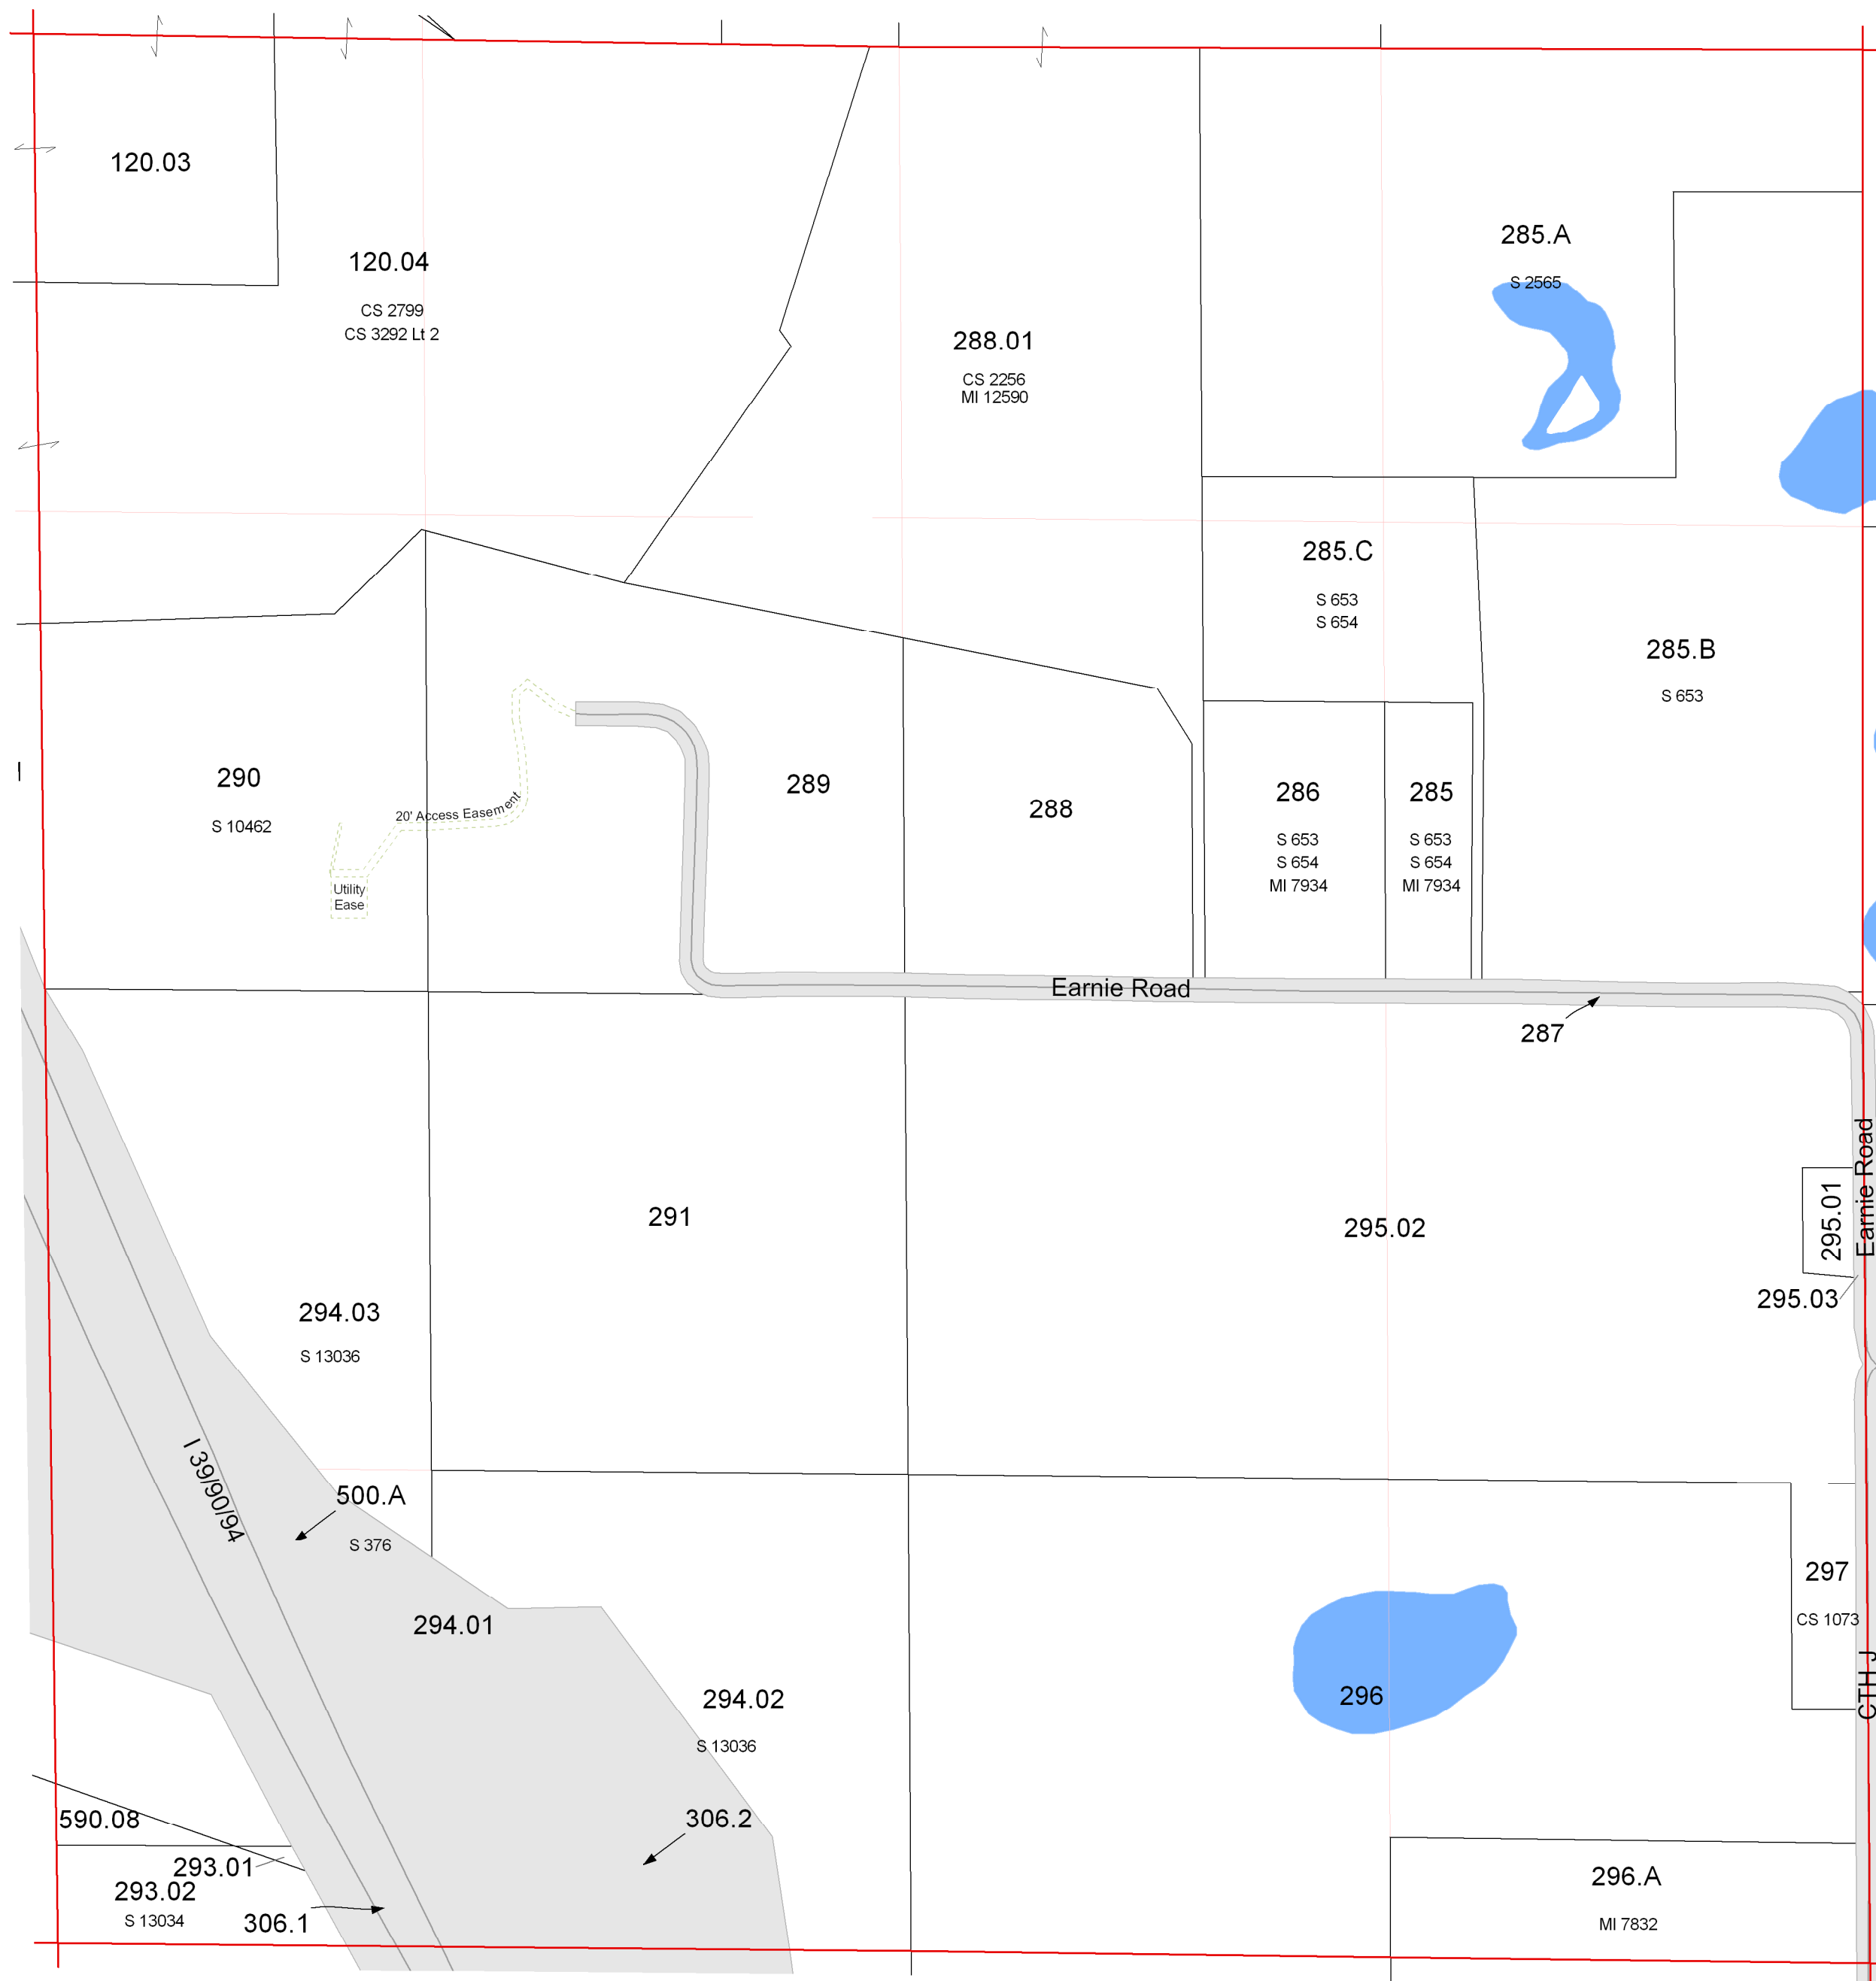 120.03
120.04
CS 2799
CS 3292 Lt 2
288.01
CS 2256
MI 12590
285.A
S 2565
285.C
S 653
S 654
285.B
S 653
290
S 10462
20' Access Easement
Utility
Ease
289
288
286
S 653
S 654
MI 7934
285
S 653
S 654
MI 7934
Earnie Road
287
291
295.02
295.01
Earnie Road
295.03
294.03
S 13036
I 39/90/94
500.A
S 376
294.01
294.02
S 13036
296
297
CS 1073
CTH J
306.2
590.08
293.01
293.02
S 13034
306.1
296.A
MI 7832